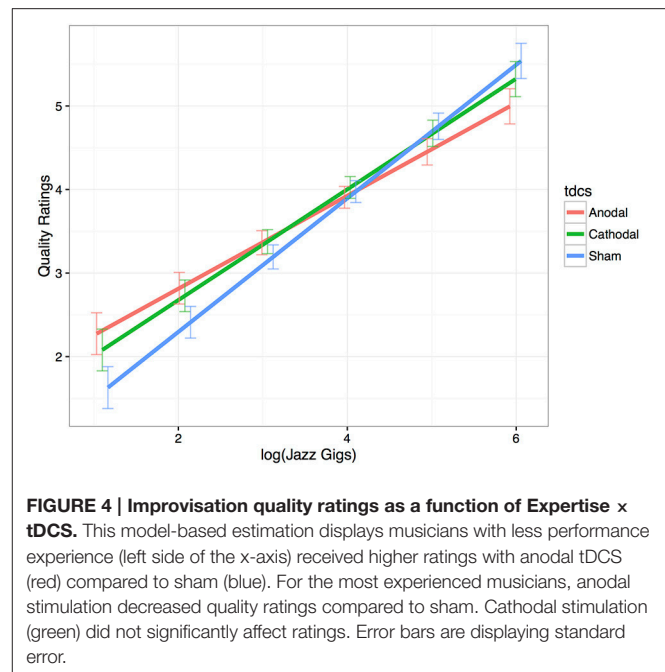 5
4
3
2
Quality Ratings
2
4
6
log(Jazz Gigs)
tdcs
Anodal
Cathodal
Sham
FIGURE 4 | Improvisation quality ratings as a function of Expertise ×
tDCS. This model-based estimation displays musicians with less performance
experience (left side of the x-axis) received higher ratings with anodal tDCS
(red) compared to sham (blue). For the most experienced musicians, anodal
stimulation decreased quality ratings compared to sham. Cathodal stimulation
(green) did not significantly affect ratings. Error bars are displaying standard
error.